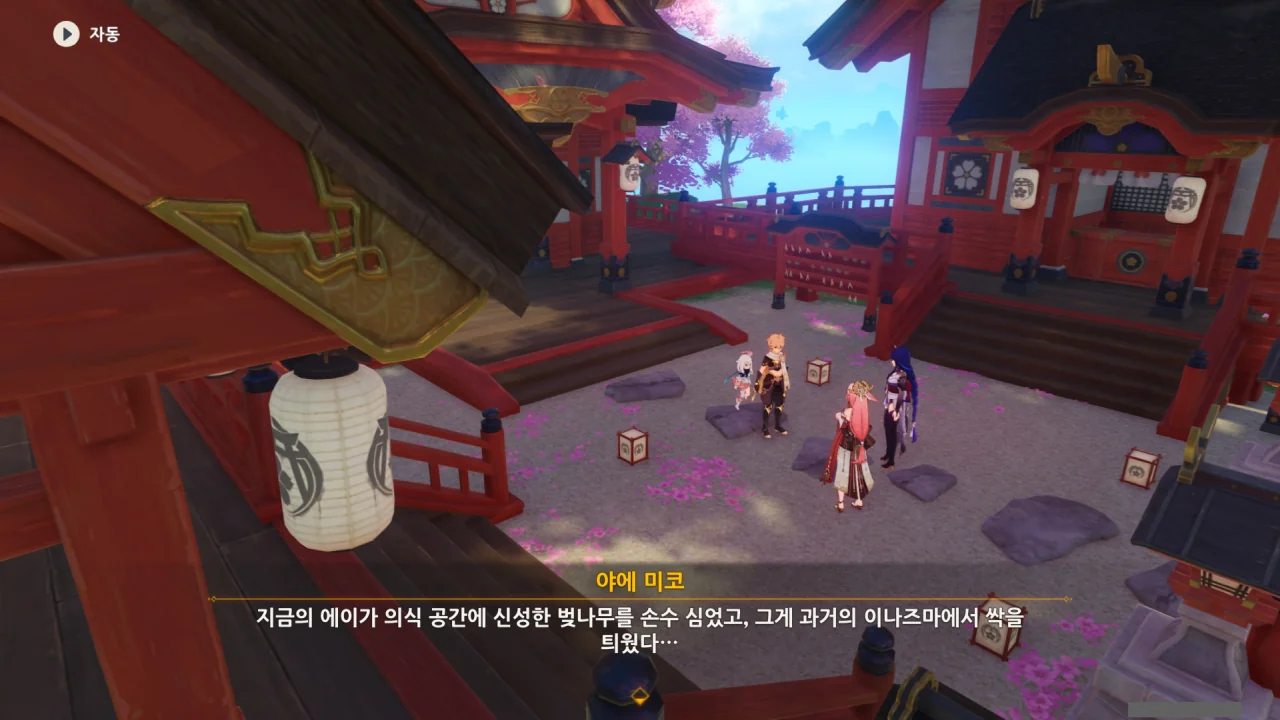 자동
야에 미코
지금의 에이가 의식 공간에 신성한 벚나무를 손수 심었고, 그게 과거의 이나즈마에서 싹을
틔웠다…